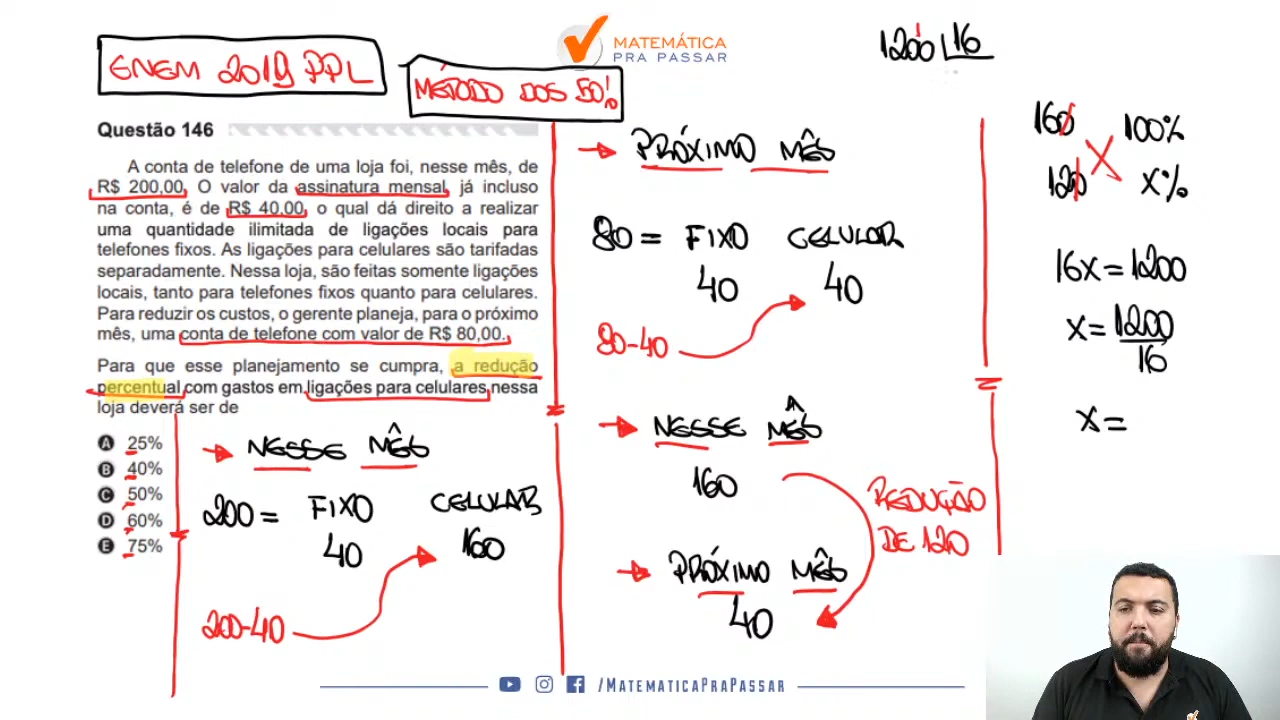 ENEM 2019 PPL
MÉTODO DOS 50%
MATEMÁTICA
PRA PASSAR
Questão 146
A conta de telefone de uma loja foi, nesse mês, de
R$ 200,00. O valor da assinatura mensal, já incluso
na conta, é de R$ 40,00, o qual dá direito a realizar
uma quantidade ilimitada de ligações locais para
telefones fixos. As ligações para celulares são tarifadas
separadamente. Nessa loja, são feitas somente ligações
locais, tanto para telefones fixos quanto para celulares.
Para reduzir os custos, o gerente planeja, para o próximo
mês, uma conta de telefone com valor de R$ 80,00.
Para que esse planejamento se cumpra, a redução
percentual com gastos em ligações para celulares nessa
loja deverá ser de
A 25%
B 40%
C 50%
D 60%
E 75%
NESSE MÊS
200 = FIXO CELULAR
40 160
200-40
PRÓXIMO MÊS
80 = FIXO CELULAR
40 40
80-40
NESSE MÊS
160
REDUÇÃO
DE 120
PRÓXIMO MÊS
40
1200 16
160 100%
120 X%
16X = 1200
X = 1200
16
X =
/MATEMATICAPRAPASSAR